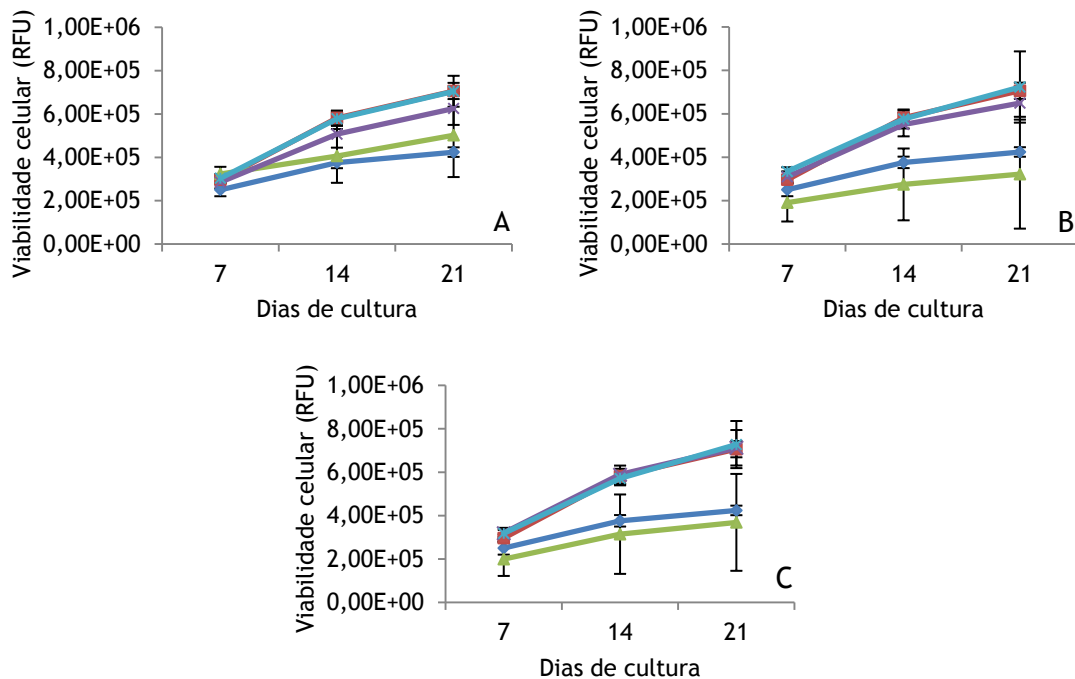 Viabilidade celular (RFU)
1,00E+06
8,00E+05
6,00E+05
4,00E+05
2,00E+05
0,00E+00
7
14
21
Dias de cultura
A
Viabilidade celular (RFU)
1,00E+06
8,00E+05
6,00E+05
4,00E+05
2,00E+05
0,00E+00
7
14
21
Dias de cultura
B
Viabilidade celular (RFU)
1,00E+06
8,00E+05
6,00E+05
4,00E+05
2,00E+05
0,00E+00
7
14
21
Dias de cultura
C